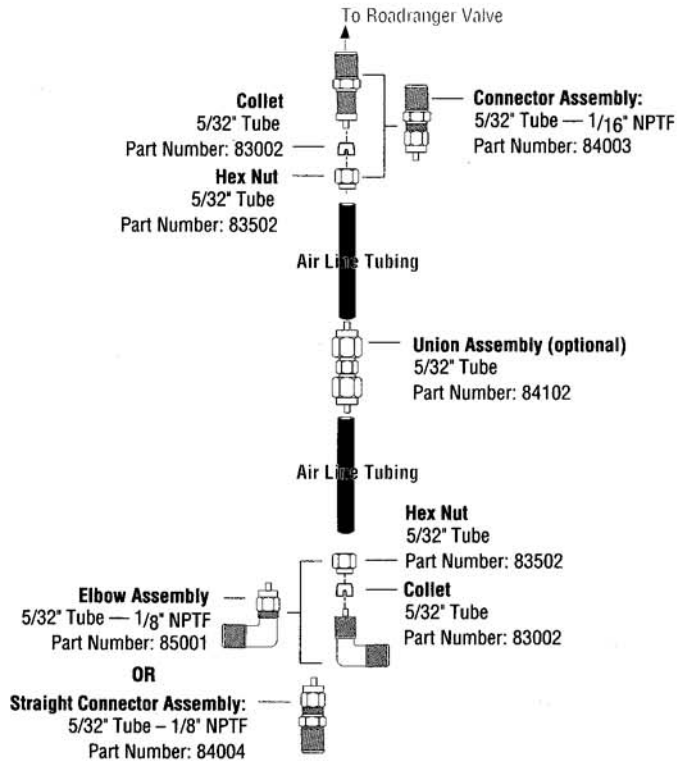 To Roadranger Valve
Collet
5/32" Tube
Part Number: 83002
Hex Nut
5/32" Tube
Part Number: 83502
Connector Assembly:
5/32" Tube — 1/16" NPTF
Part Number: 84003
Air Line Tubing
Union Assembly (optional)
5/32" Tube
Part Number: 84102
Air Line Tubing
Hex Nut
5/32" Tube
Part Number: 83502
Collet
5/32" Tube
Part Number: 83002
Elbow Assembly
5/32" Tube — 1/8" NPTF
Part Number: 85001
OR
Straight Connector Assembly:
5/32" Tube – 1/8" NPTF
Part Number: 84004